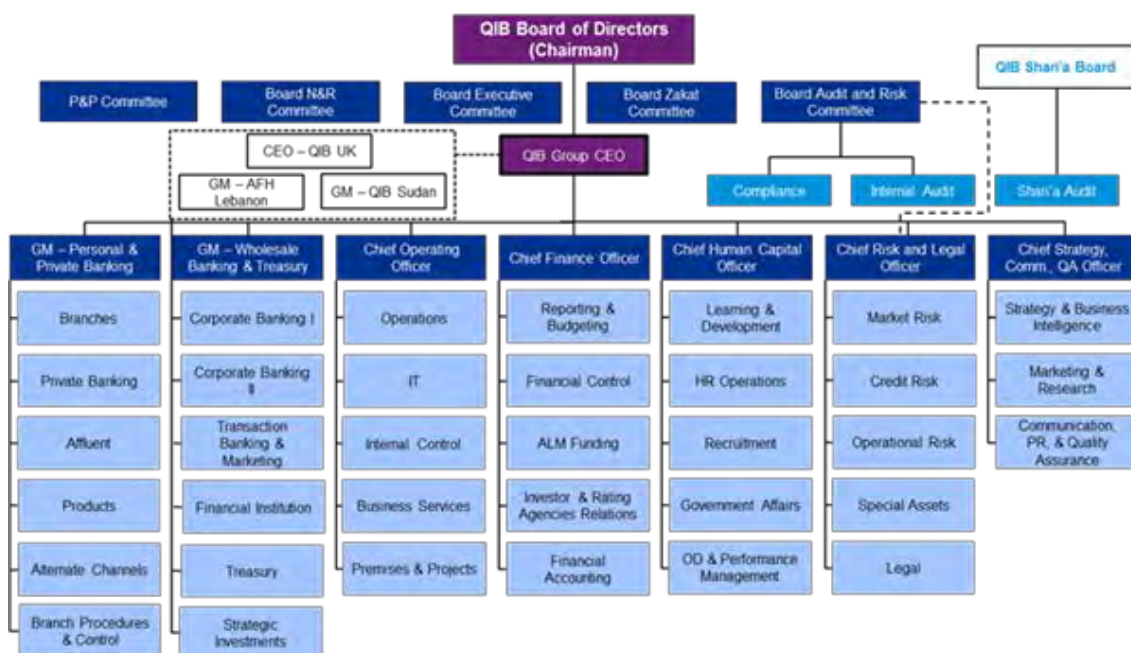 QIB Board of Directors
(Chairman)
QIB Shari'a Board
P&P Committee
Board N&R
Committee
Board Executive
Committee
Board Zakat
Committee
Board Audit and Risk
Committee
CEO – QIB UK
GM – AFH
Lebanon
GM – QIB Sudan
QIB Group CEO
Compliance
Internal Audit
Shari'a Audit
GM – Personal &
Private Banking
GM – Wholesale
Banking & Treasury
Chief Operating
Officer
Chief Finance Officer
Chief Human Capital
Officer
Chief Risk and Legal
Officer
Chief Strategy,
Comm., QA Officer
Branches
Private Banking
Affluent
Products
Alternate Channels
Branch Procedures
& Control
Corporate Banking I
Corporate Banking
II
Transaction
Banking &
Marketing
Financial Institution
Treasury
Strategic
Investments
Operations
IT
Internal Control
Business Services
Premises & Projects
Reporting &
Budgeting
Financial Control
ALM Funding
Investor & Rating
Agencies Relations
Financial
Accounting
Learning &
Development
HR Operations
Recruitment
Government Affairs
OD & Performance
Management
Market Risk
Credit Risk
Operational Risk
Special Assets
Legal
Strategy & Business
Intelligence
Marketing &
Research
Communication,
PR, & Quality
Assurance